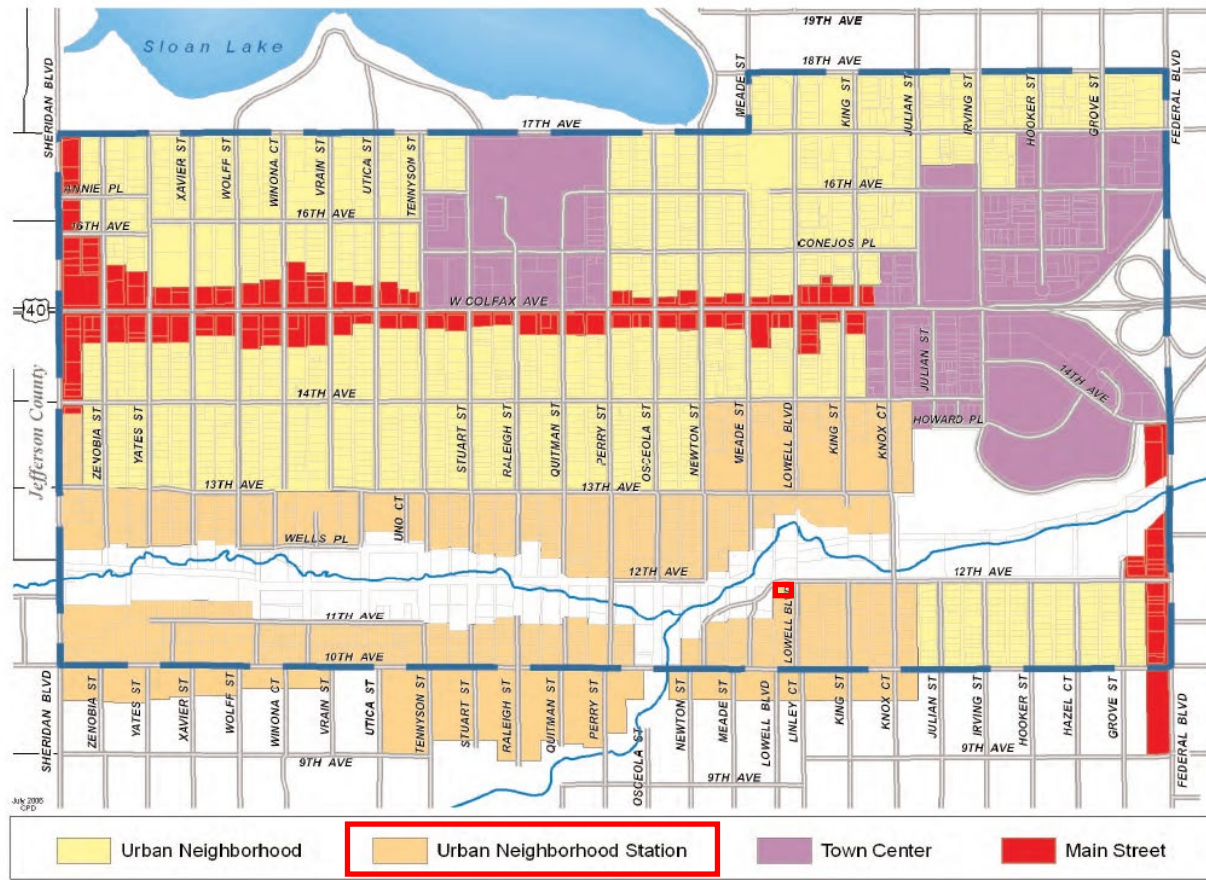 19TH AVE
Sloan Lake
18TH AVE
MEADE ST
KING ST
JULIAN ST
IRVING ST
HOOKER ST
GROVE ST
FEDERAL BLVD
SHERIDAN BLVD
17TH AVE
XAVIER ST
WOLFF ST
WINONA CT
VRAIN ST
UTICA ST
TENNYSON ST
ANNIE PL
16TH AVE
16TH AVE
16TH AVE
CONEJOS PL
W COLFAX AVE
40
JULIAN ST
14TH AVE
14TH AVE
HOWARD PL
Jefferson County
ZENOBIA ST
YATES ST
STUART ST
RALEIGH ST
QUITMAN ST
PERRY ST
OSCEOLA ST
NEWTON ST
MEADE ST
LOWELL BLVD
KING ST
KNOX CT
13TH AVE
13TH AVE
UNO CT
WELLS PL
12TH AVE
12TH AVE
11TH AVE
LOWELL BL
10TH AVE
SHERIDAN BLVD
ZENOBIA ST
YATES ST
XAVIER ST
WOLFF ST
WINONA CT
VRAIN ST
UTICA ST
TENNYSON ST
STUART ST
RALEIGH ST
QUITMAN ST
PERRY ST
OSCEOLA ST
NEWTON ST
MEADE ST
LOWELL BLVD
LINLEY CT
KING ST
KNOX CT
JULIAN ST
IRVING ST
HOOKER ST
HAZEL CT
GROVE ST
FEDERAL BLVD
9TH AVE
9TH AVE
9TH AVE
July 2006
CPD
Urban Neighborhood
Urban Neighborhood Station
Town Center
Main Street